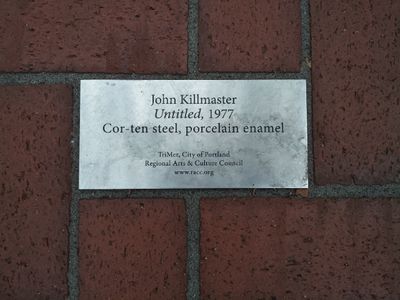 John Killmaster
Untitled, 1977
Cor-ten steel, porcelain enamel
TriMet, City of Portland
Regional Arts & Culture Council
www.racc.org